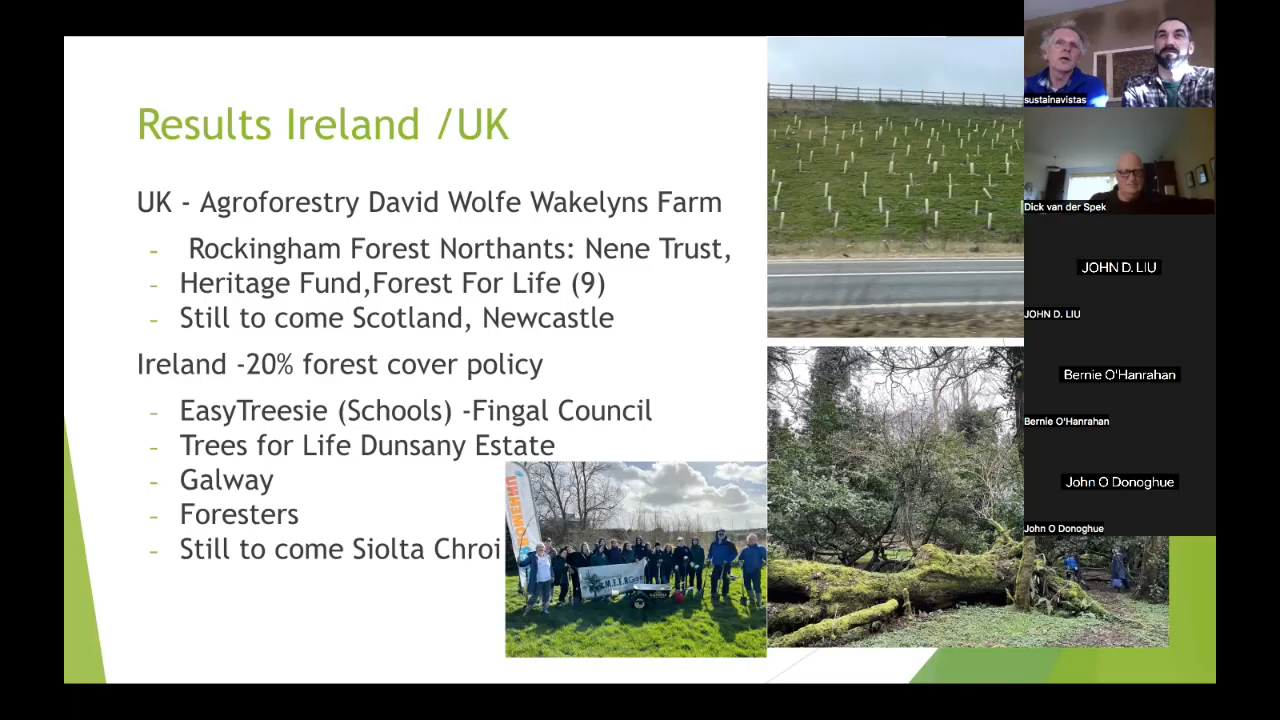 Results Ireland /UK
UK - Agroforestry David Wolfe Wakelyns Farm
- Rockingham Forest Northants: Nene Trust,
- Heritage Fund,Forest For Life (9)
- Still to come Scotland, Newcastle
Ireland -20% forest cover policy
- EasyTreesie (Schools) -Fingal Council
- Trees for Life Dunsany Estate
- Galway
- Foresters
- Still to come Siolta Chroi
sustainavistas
Dick van der Spek
JOHN D. LIU
JOHN D. LIU
Bernie O'Hanrahan
Bernie O'Hanrahan
John O Donoghue
John O Donoghue